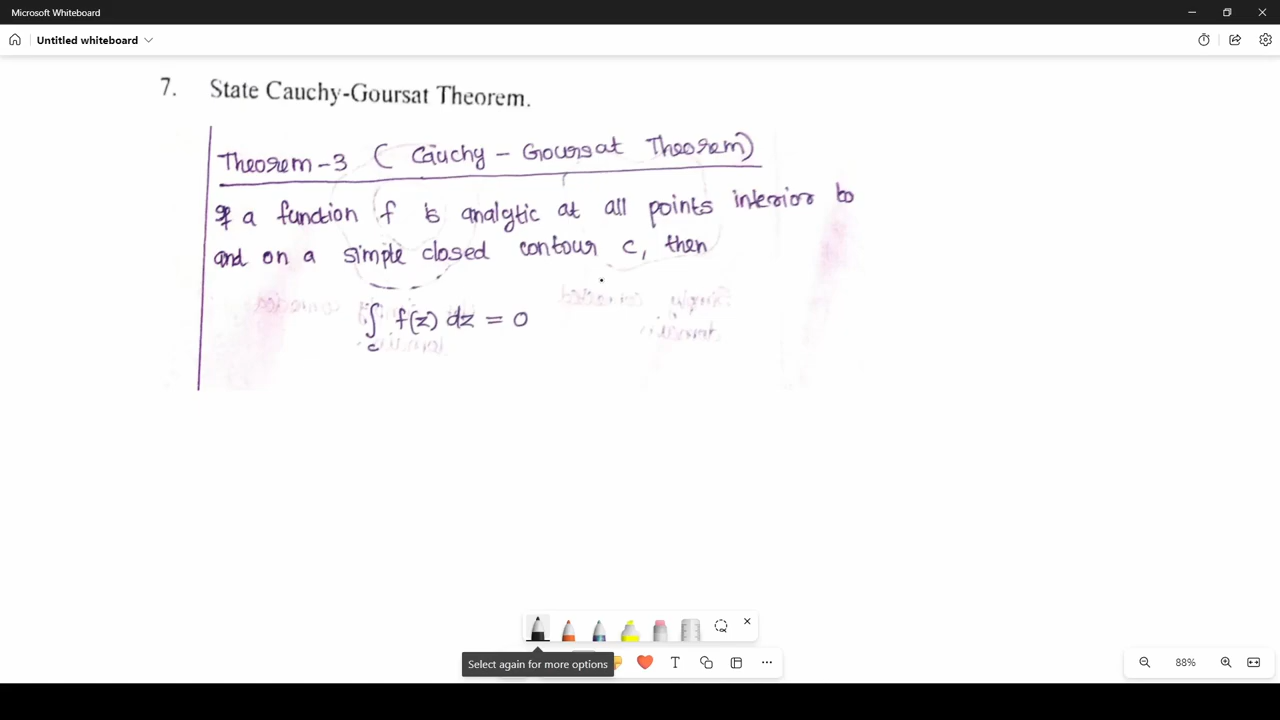 Microsoft Whiteboard
Untitled whiteboard
7. State Cauchy-Goursat Theorem.
Theorem-3 ( Cauchy - Goursat Theorem)
If a function f is analytic at all points interior to
and on a simple closed contour c, then
∫c f(z) dz = 0
Select again for more options
T
88%